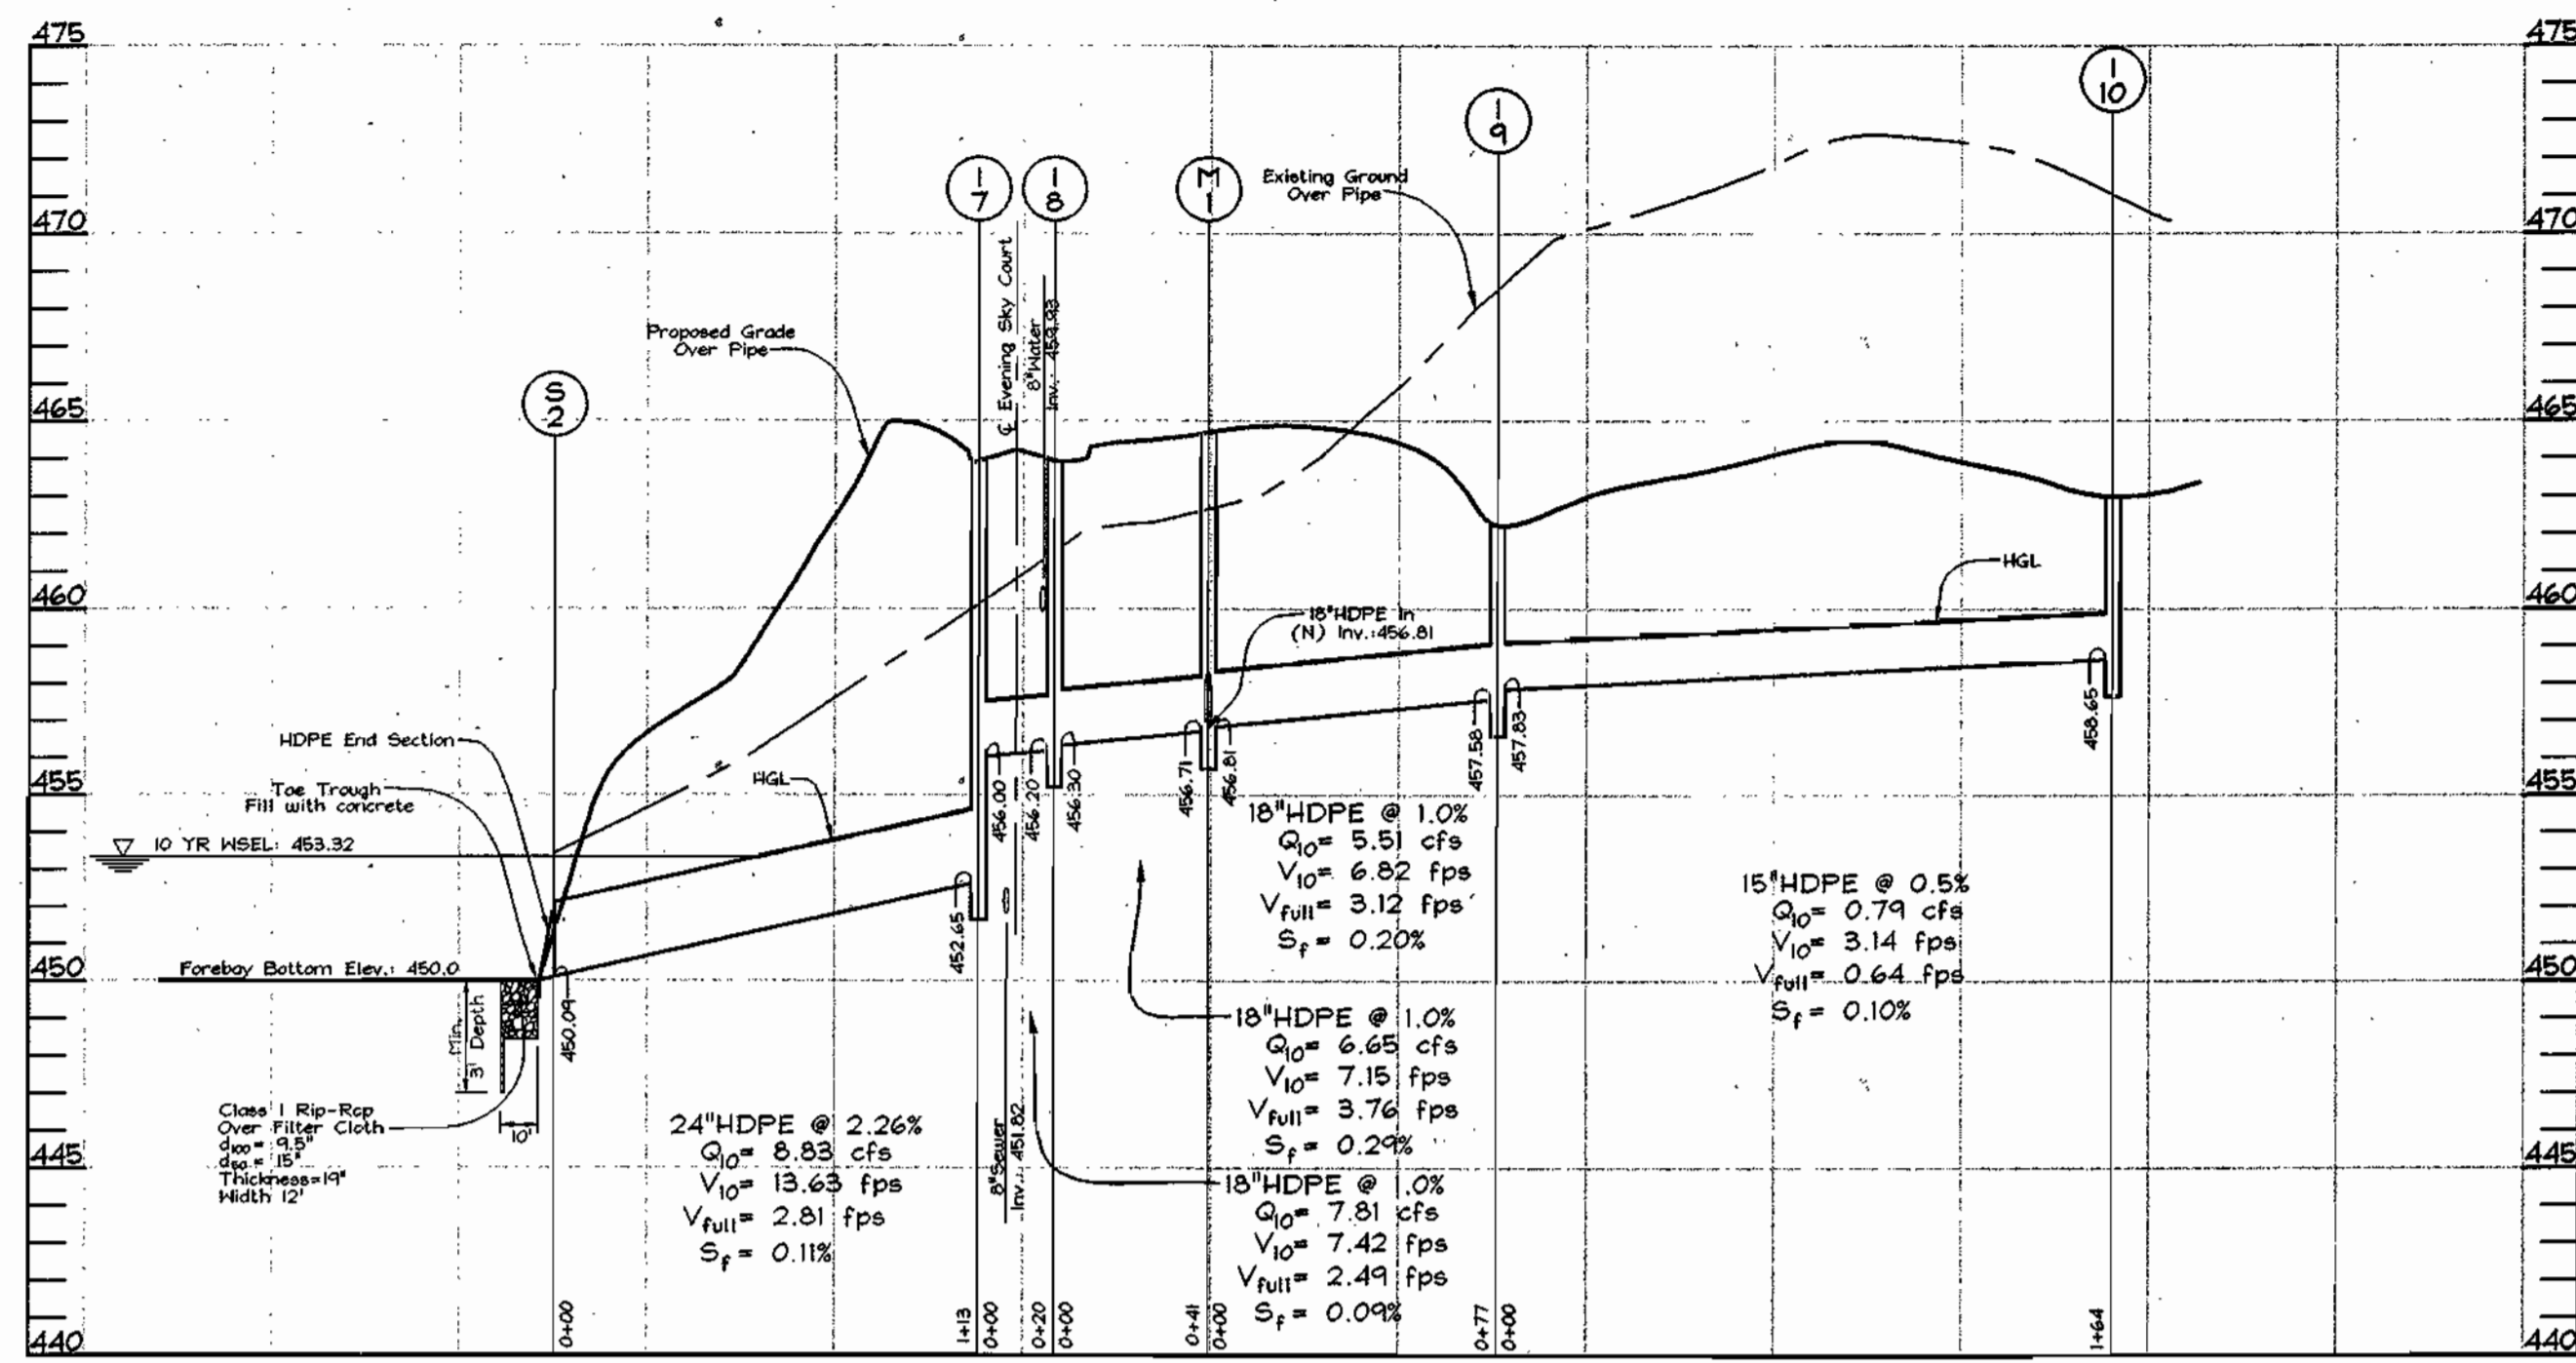 475
470
465
460
455
450
445
440
475
470
465
460
455
450
445
440
S
2
I
7
I
8
M
1
I
9
I
10
Existing Ground
Over Pipe
Proposed Grade
Over Pipe
℄ Evening Sky Court
8"Water
HDPE End Section
Toe Trough
Fill with concrete
HGL
HGL
10 YR WSEL: 453.32
Forebay Bottom Elev.: 450.0
Min.
3' Depth
10'
Class 1 Rip-Rap
Over Filter Cloth
d100= 9.5"
d50= 15"
Thickness=19"
Width 12'
18"HDPE In
(N) Inv.:456.81
450.09
452.65
456.00
456.20
456.30
456.71
456.81
457.58
457.83
458.65
8"Sewer
Inv.: 451.82
24"HDPE @ 2.26%
Q10= 8.83 cfs
V10= 13.63 fps
Vfull= 2.81 fps
Sf = 0.11%
18"HDPE @ 1.0%
Q10= 5.51 cfs
V10= 6.82 fps
Vfull= 3.12 fps
Sf = 0.20%
18"HDPE @ 1.0%
Q10= 6.65 cfs
V10= 7.15 fps
Vfull= 3.76 fps
Sf = 0.29%
18"HDPE @ 1.0%
Q10= 7.81 cfs
V10= 7.42 fps
Vfull= 2.49 fps
Sf = 0.09%
15"HDPE @ 0.5%
Q10= 0.79 cfs
V10= 3.14 fps
Vfull= 0.64 fps
Sf = 0.10%
0+00
1+13
0+00
0+20
0+00
0+41
0+00
0+77
0+00
1+64